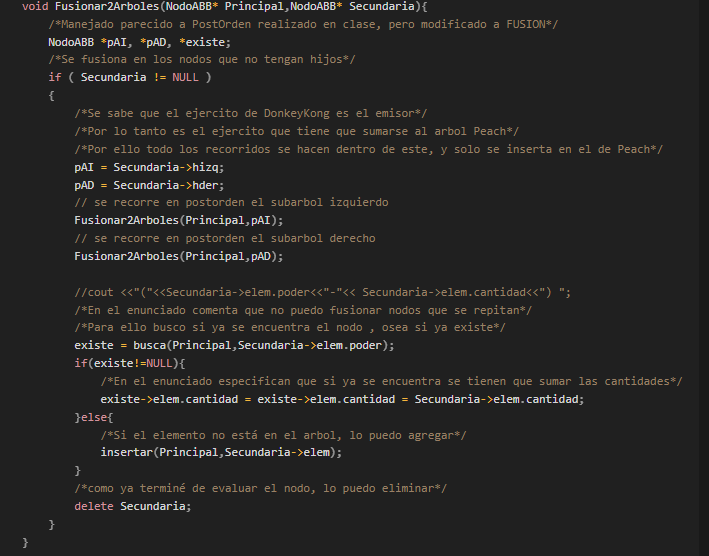 void Fusionar2Arboles(NodoABB* Principal,NodoABB* Secundaria){
/*Manejado parecido a PostOrden realizado en clase, pero modificado a FUSION*/
NodoABB *pAI, *pAD, *existe;
/*Se fusiona en los nodos que no tengan hijos*/
if ( Secundaria != NULL )
{
/*Se sabe que el ejercito de DonkeyKong es el emisor*/
/*Por lo tanto es el ejercito que tiene que sumarse al arbol Peach*/
/*Por ello todo los recorridos se hacen dentro de este, y solo se inserta en el de Peach*/
pAI = Secundaria->hizq;
pAD = Secundaria->hder;
// se recorre en postorden el subarbol izquierdo
Fusionar2Arboles(Principal,pAI);
// se recorre en postorden el subarbol derecho
Fusionar2Arboles(Principal,pAD);
//cout <<"("<<Secundaria->elem.poder<<"-"<< Secundaria->elem.cantidad<<") ";
/*En el enunciado comenta que no puedo fusionar nodos que se repitan*/
/*Para ello busco si ya se encuentra el nodo , osea si ya existe*/
existe = busca(Principal,Secundaria->elem.poder);
if(existe!=NULL){
/*En el enunciado especifican que si ya se encuentra se tienen que sumar las cantidades*/
existe->elem.cantidad = existe->elem.cantidad = Secundaria->elem.cantidad;
}else{
/*Si el elemento no está en el arbol, lo puedo agregar*/
insertar(Principal,Secundaria->elem);
}
/*como ya terminé de evaluar el nodo, lo puedo eliminar*/
delete Secundaria;
}
}